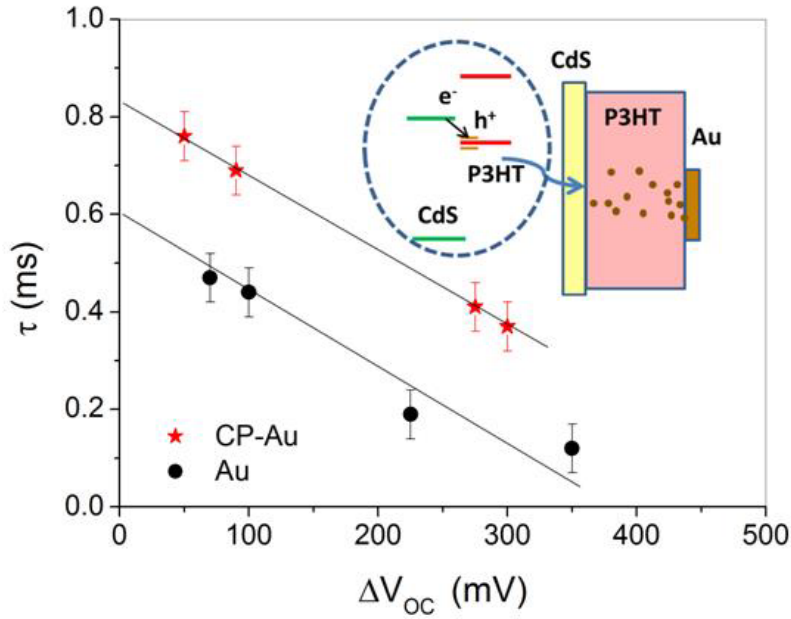 1.0
0.8
0.6
0.4
0.2
0.0
τ (ms)
e⁻
h⁺
P3HT
CdS
CdS
P3HT
Au
CP-Au
Au
0
100
200
300
400
500
ΔV_OC (mV)